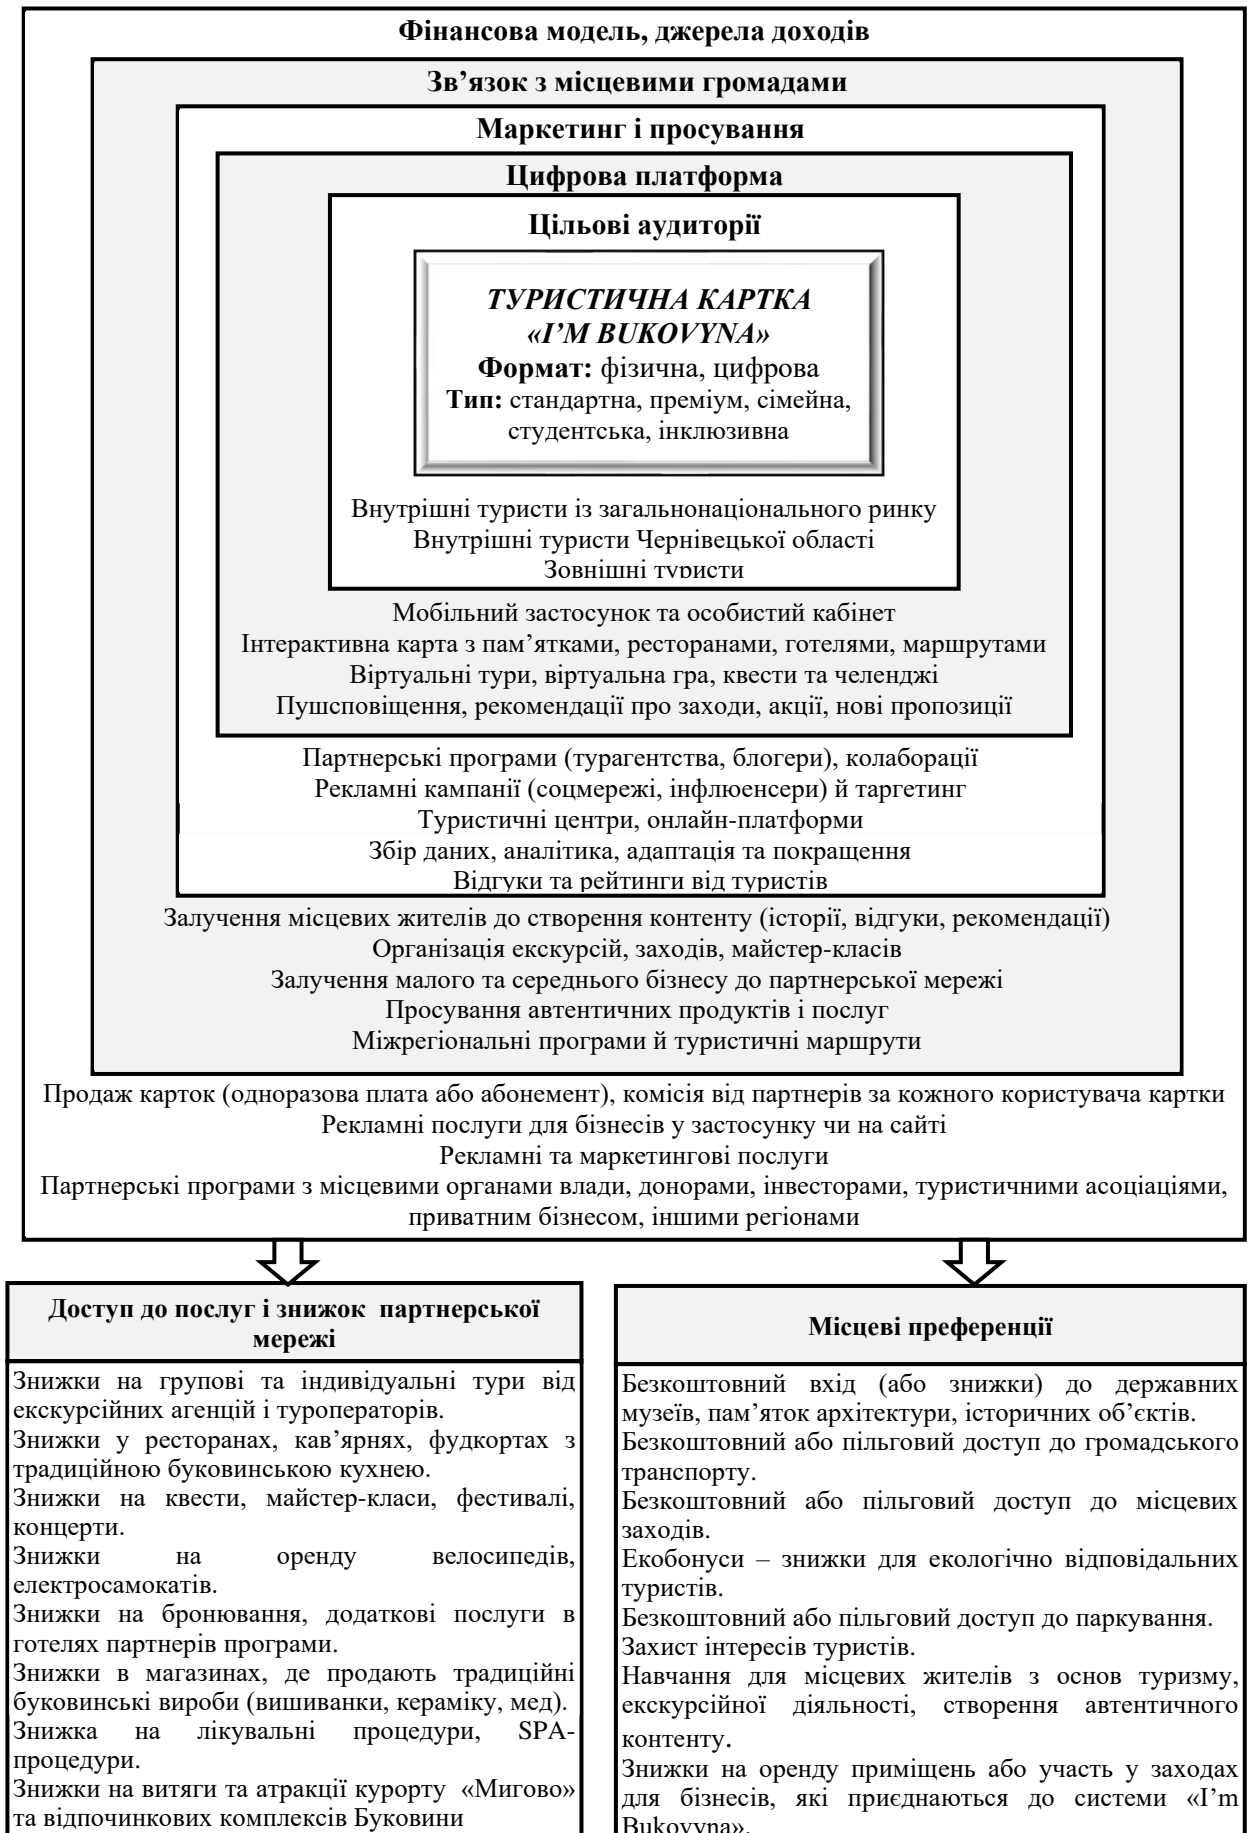 Фінансова модель, джерела доходів
Зв’язок з місцевими громадами
Маркетинг і просування
Цифрова платформа
Цільові аудиторії
ТУРИСТИЧНА КАРТКА
«I’M BUKOVYNA»
Формат: фізична, цифрова
Тип: стандартна, преміум, сімейна,
студентська, інклюзивна
Внутрішні туристи із загальнонаціонального ринку
Внутрішні туристи Чернівецької області
Зовнішні туристи
Мобільний застосунок та особистий кабінет
Інтерактивна карта з пам’ятками, ресторанами, готелями, маршрутами
Віртуальні тури, віртуальна гра, квести та челенджі
Пушсповіщення, рекомендації про заходи, акції, нові пропозиції
Партнерські програми (турагентства, блогери), колаборації
Рекламні кампанії (соцмережі, інфлюенсери) й таргетинг
Туристичні центри, онлайн-платформи
Збір даних, аналітика, адаптація та покращення
Відгуки та рейтинги від туристів
Залучення місцевих жителів до створення контенту (історії, відгуки, рекомендації)
Організація екскурсій, заходів, майстер-класів
Залучення малого та середнього бізнесу до партнерської мережі
Просування автентичних продуктів і послуг
Міжрегіональні програми й туристичні маршрути
Продаж карток (одноразова плата або абонемент), комісія від партнерів за кожного користувача картки
Рекламні послуги для бізнесів у застосунку чи на сайті
Рекламні та маркетингові послуги
Партнерські програми з місцевими органами влади, донорами, інвесторами, туристичними асоціаціями,
приватним бізнесом, іншими регіонами
Доступ до послуг і знижок партнерської
мережі
Знижки на групові та індивідуальні тури від
екскурсійних агенцій і туроператорів.
Знижки у ресторанах, кав’ярнях, фудкортах з
традиційною буковинською кухнею.
Знижки на квести, майстер-класи, фестивалі,
концерти.
Знижки на оренду велосипедів,
електросамокатів.
Знижки на бронювання, додаткові послуги в
готелях партнерів програми.
Знижки в магазинах, де продають традиційні
буковинські вироби (вишиванки, кераміку, мед).
Знижка на лікувальні процедури, SPA-
процедури.
Знижки на витяги та атракції курорту «Мигово»
та відпочинкових комплексів Буковини
Місцеві преференції
Безкоштовний вхід (або знижки) до державних
музеїв, пам’яток архітектури, історичних об’єктів.
Безкоштовний або пільговий доступ до громадського
транспорту.
Безкоштовний або пільговий доступ до місцевих
заходів.
Екобонуси – знижки для екологічно відповідальних
туристів.
Безкоштовний або пільговий доступ до паркування.
Захист інтересів туристів.
Навчання для місцевих жителів з основ туризму,
екскурсійної діяльності, створення автентичного
контенту.
Знижки на оренду приміщень або участь у заходах
для бізнесів, які приєднаються до системи «I’m
Bukovyna».